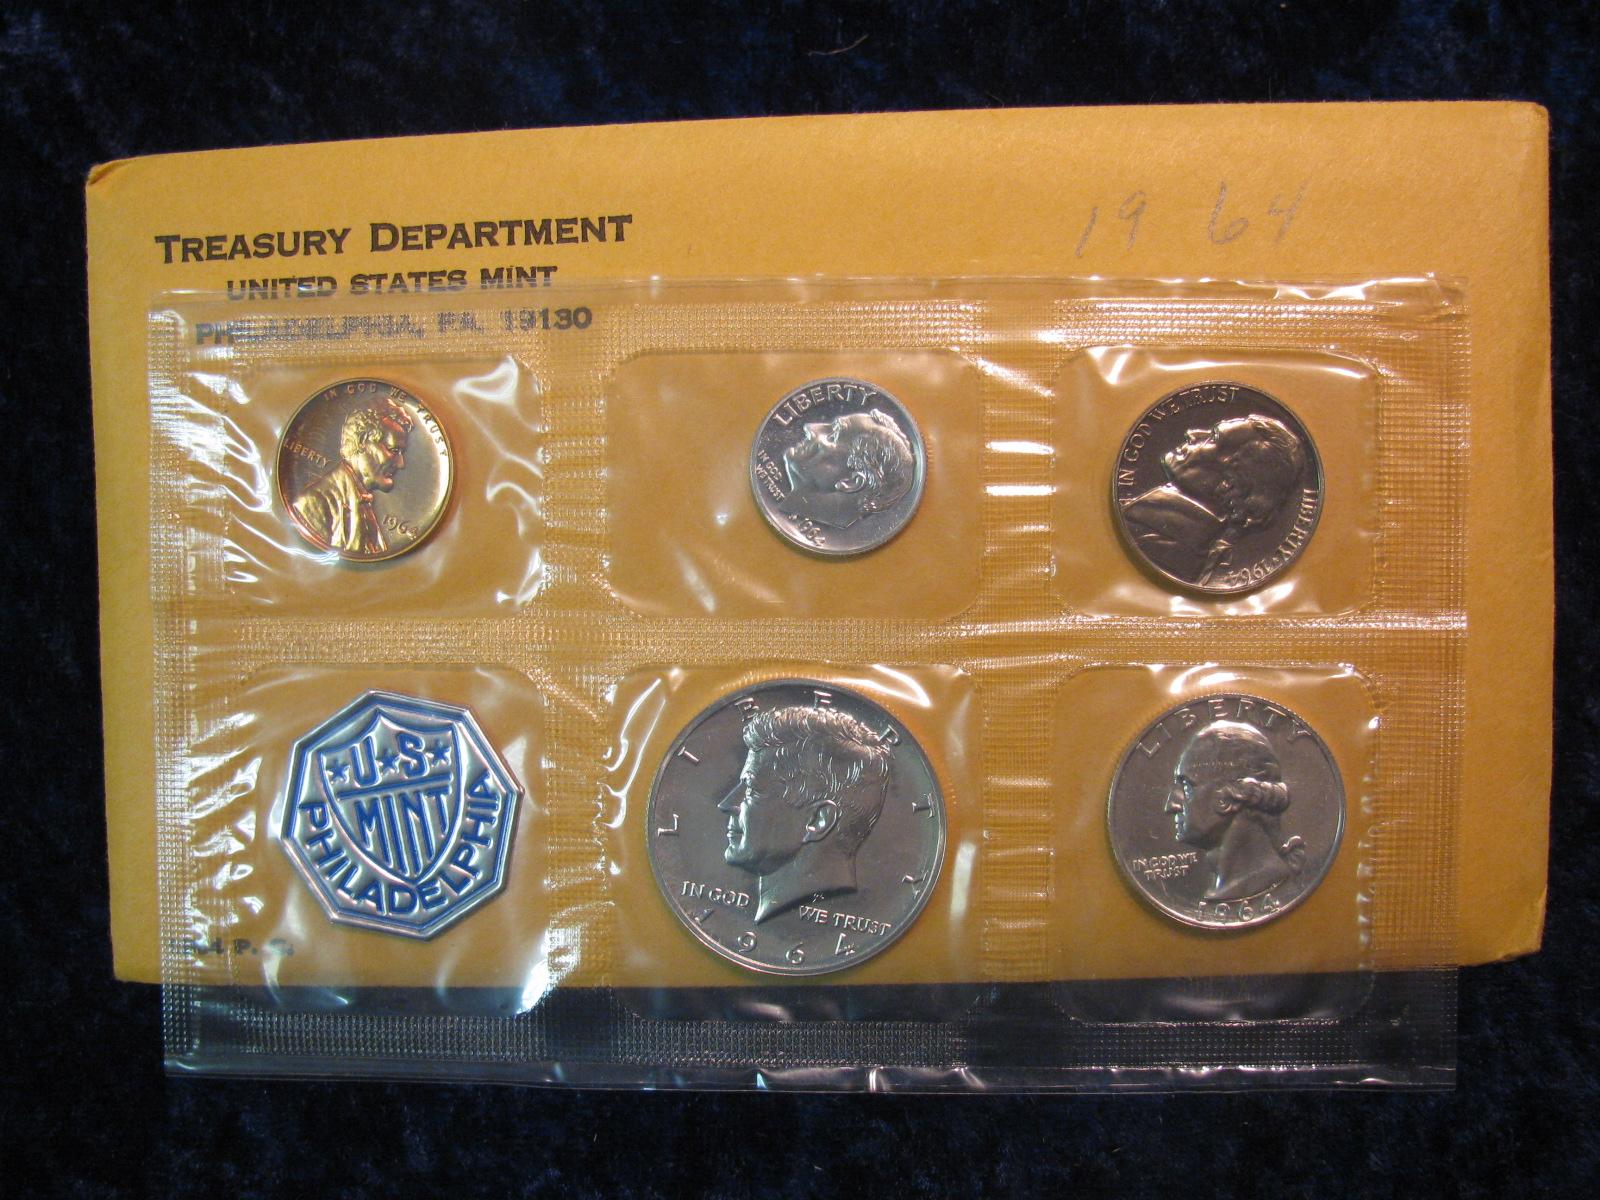 TREASURY DEPARTMENT
19 64
UNITED STATES MINT
PHILADELPHIA, PA. 19130
IN GOD WE TRUST
LIBERTY
1964
LIBERTY
IN GOD
WE TRUST
1964
IN GOD WE TRUST
LIBERTY ★ 1964
★ U ★ S ★
MINT
PHILADELPHIA
LIBERTY
IN GOD WE TRUST
1964
LIBERTY
IN GOD WE
TRUST
1964